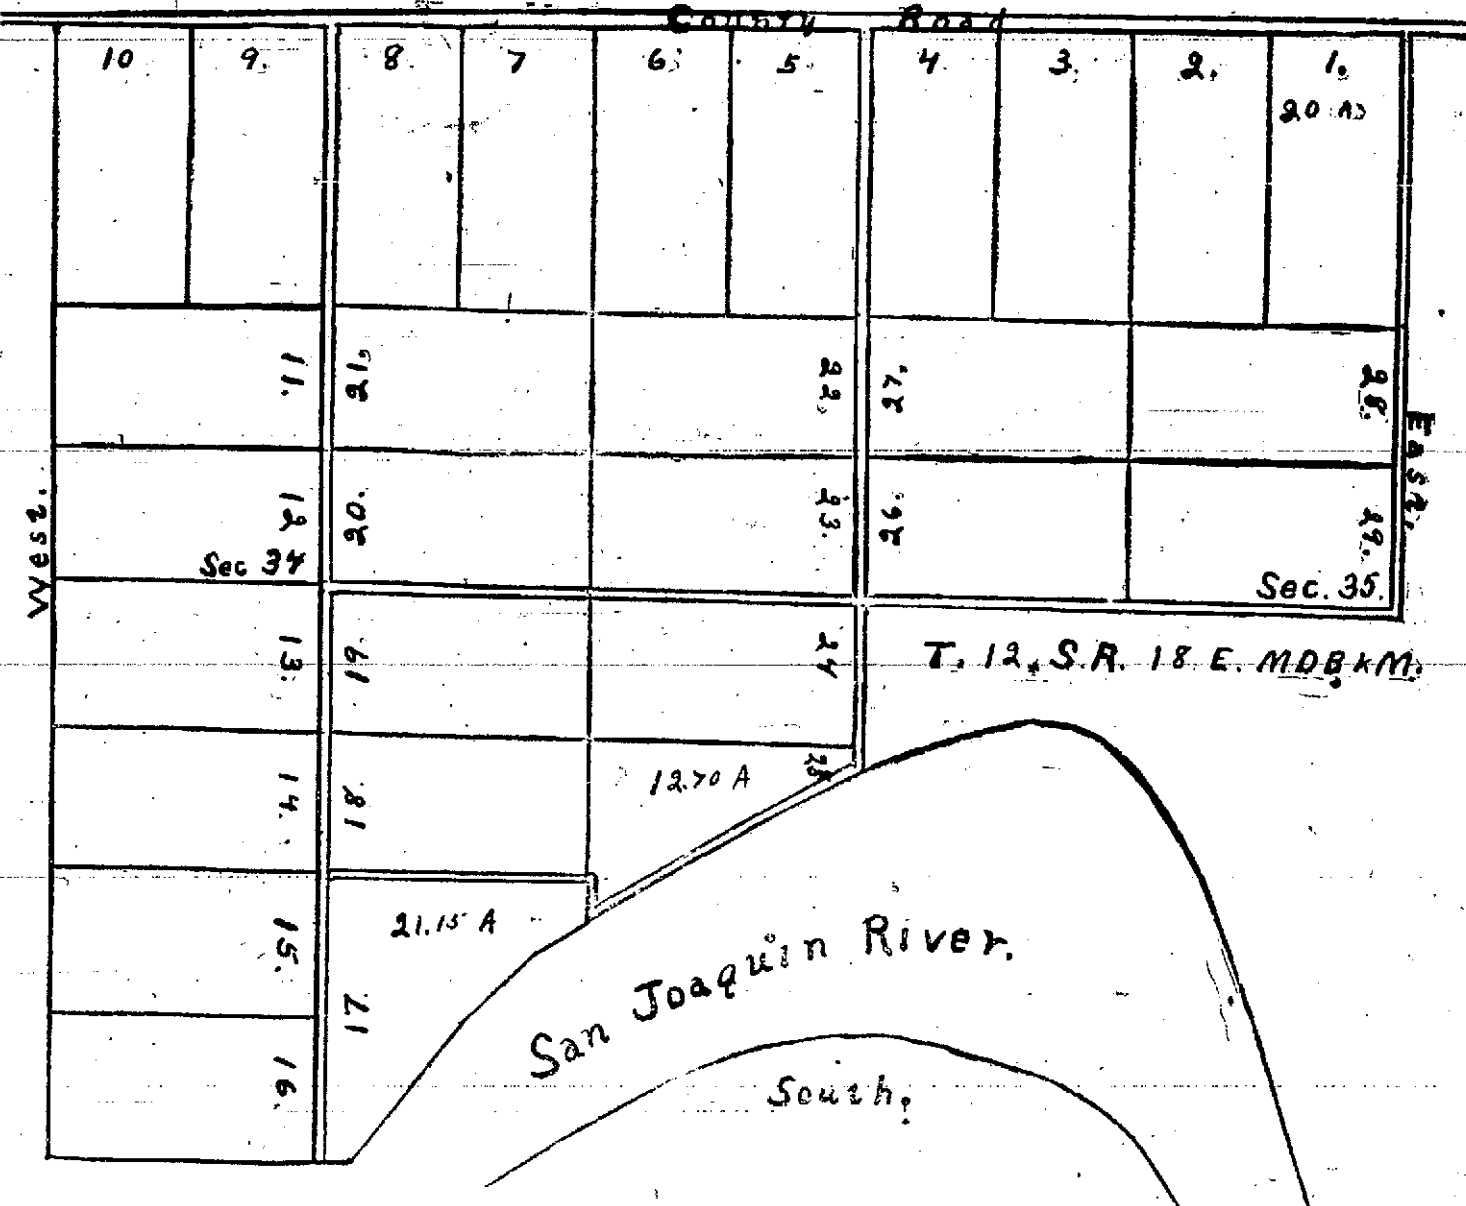 County Road
10 9. 8. 7 6. 5. 4. 3. 2. 1.
20 As
11. 21. 22. 27. 28.
East.
West.
12 20. 23. 26. 29.
Sec 34
Sec. 35.
13. 19. 24
T. 12. S. R. 18 E. MDB&M.
14. 18 12.70 A 25
15. 21.15 A
17.
San Joaquin River.
16.
South.